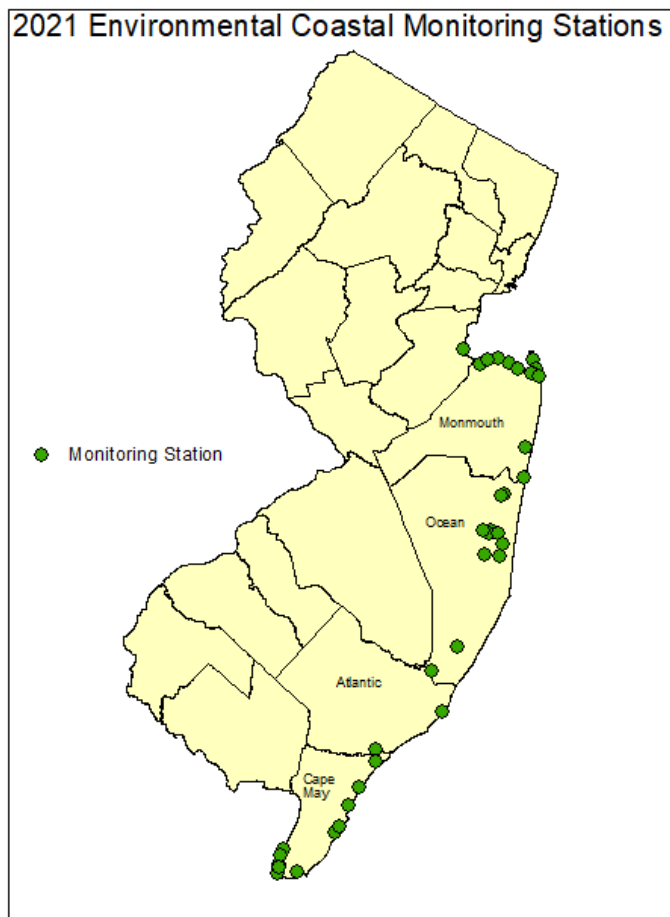 2021 Environmental Coastal Monitoring Stations
Monmouth
Monitoring Station
Ocean
Atlantic
Cape
May